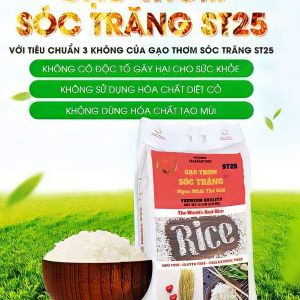 GẠO THƠM
SÓC TRĂNG ST25
VỚI TIÊU CHUẨN 3 KHÔNG CỦA GẠO THƠM SÓC TRĂNG ST25
KHÔNG CÓ ĐỘC TỐ GÂY HẠI CHO SỨC KHỎE
KHÔNG SỬ DỤNG HÓA CHẤT DIỆT CỎ
KHÔNG DÙNG HÓA CHẤT TẠO MÙI
ST25
GẠO THƠM
SÓC TRĂNG
Ngon Nhất Thế Giới
PREMIUM QUALITY
The World's Best Rice
Rice